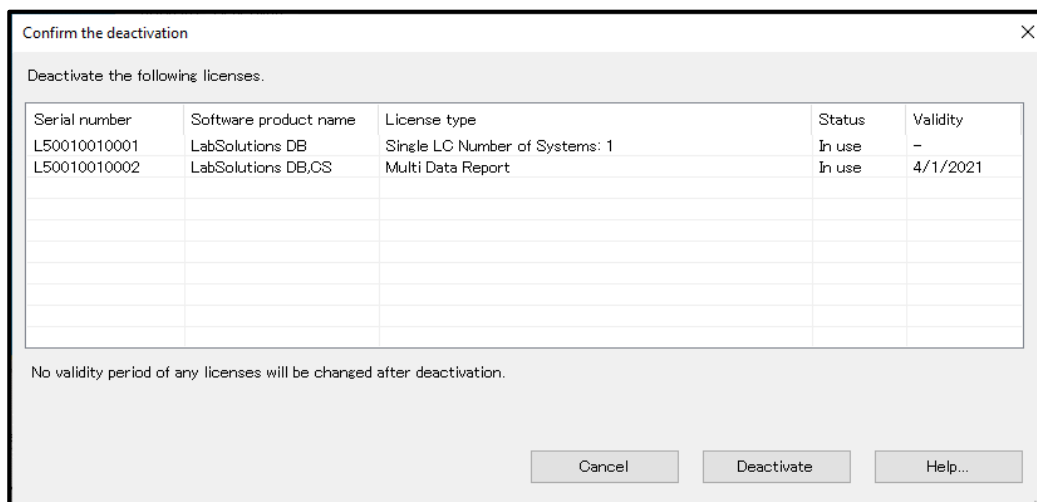 Confirm the deactivation
Deactivate the following licenses.
Serial number Software product name License type Status Validity
L50010010001 LabSolutions DB Single LC Number of Systems: 1 In use -
L50010010002 LabSolutions DB,CS Multi Data Report In use 4/1/2021
No validity period of any licenses will be changed after deactivation.
Cancel Deactivate Help...